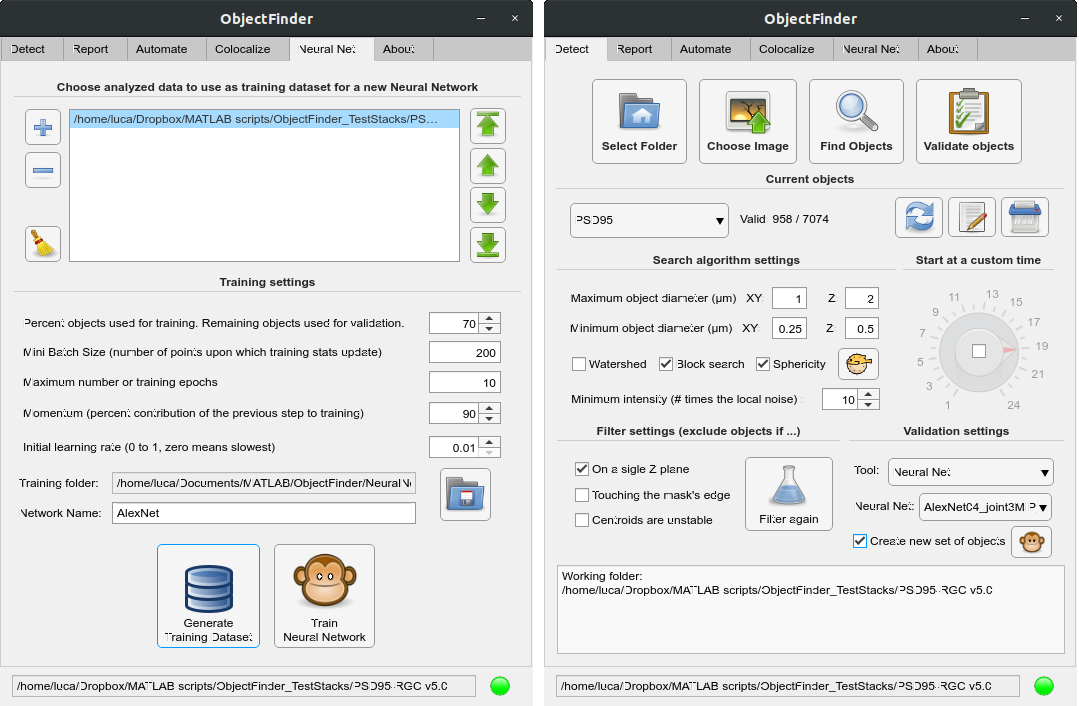 ObjectFinder
Detect Report Automate Colocalize Neural Net About
Choose analyzed data to use as training dataset for a new Neural Network
/home/luca/Dropbox/MATLAB scripts/ObjectFinder_TestStacks/PS...
Training settings
Percent objects used for training. Remaining objects used for validation. 70
Mini Batch Size (number of points upon which training stats update) 200
Maximum number or training epochs 10
Momentum (percent contribution of the previous step to training) 90
Initial learning rate (0 to 1, zero means slowest) 0.01
Training folder: /home/luca/Documents/MATLAB/ObjectFinder/NeuralN
Network Name: AlexNet
Generate
Training Dataset
Train
Neural Network
/home/luca/Dropbox/MATLAB scripts/ObjectFinder_TestStacks/PSD95-RGC v5.0
ObjectFinder
Detect Report Automate Colocalize Neural Net About
Select Folder Choose Image Find Objects Validate objects
Current objects
PSD95 Valid: 958 / 7074
Search algorithm settings
Maximum object diameter (µm) XY: 1 Z: 2
Minimum object diameter (µm) XY: 0.25 Z: 0.5
Watershed Block search Sphericity
Minimum intensity (# times the local noise) : 10
Start at a custom time
1 3 5 7 9 11 13 15 17 19 21 24
Filter settings (exclude objects if ...)
On a sigle Z plane
Touching the mask's edge
Centroids are unstable
Filter again
Validation settings
Tool: Neural Net
Neural Net: AlexNet04_joint3MIP
Create new set of objects
Working folder:
/home/luca/Dropbox/MATLAB scripts/ObjectFinder_TestStacks/PSD95-RGC v5.0
/home/luca/Dropbox/MATLAB scripts/ObjectFinder_TestStacks/PSD95-RGC v5.0